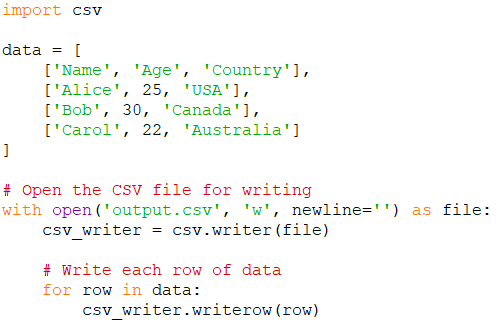 import csv

data = [
    ['Name', 'Age', 'Country'],
    ['Alice', 25, 'USA'],
    ['Bob', 30, 'Canada'],
    ['Carol', 22, 'Australia']
]

# Open the CSV file for writing
with open('output.csv', 'w', newline='') as file:
    csv_writer = csv.writer(file)

    # Write each row of data
    for row in data:
        csv_writer.writerow(row)